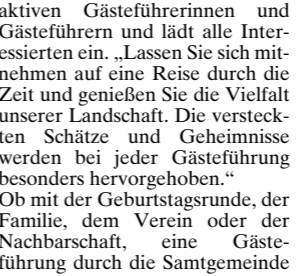 aktiven Gästeführerinnen und
Gästeführern und lädt alle Inter-
essierten ein. „Lassen Sie sich mit-
nehmen auf eine Reise durch die
Zeit und genießen Sie die Vielfalt
unserer Landschaft. Die versteck-
ten Schätze und Geheimnisse
werden bei jeder Gästeführung
besonders hervorgehoben.“
Ob mit der Geburtstagsrunde, der
Familie, dem Verein oder der
Nachbarschaft, eine Gäste-
führung durch die Samtgemeinde